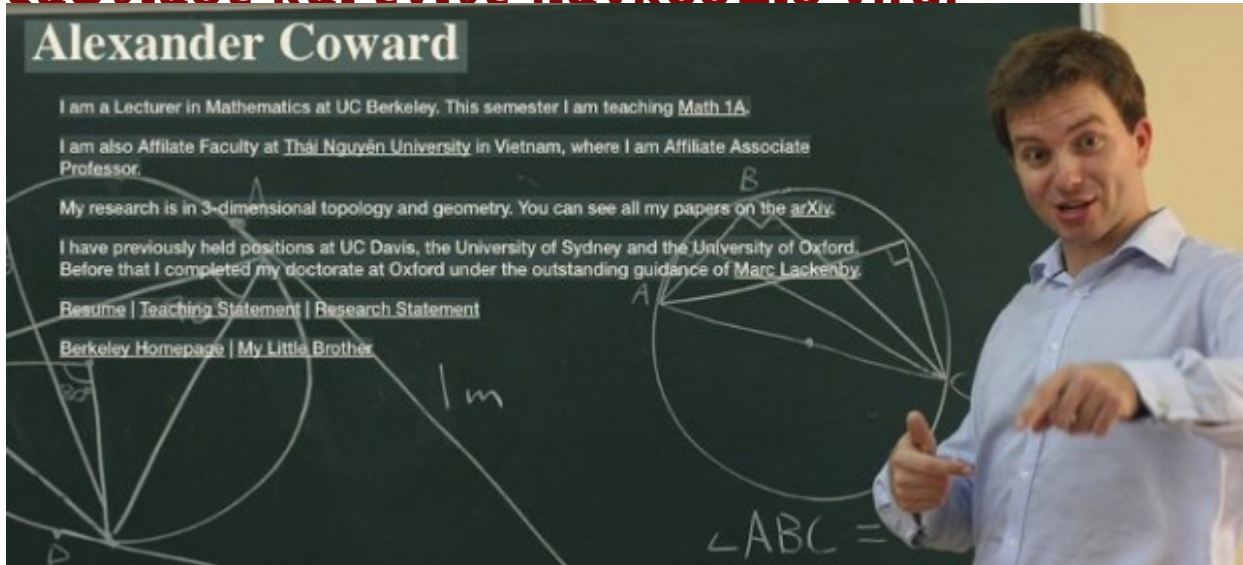 Alexander Coward
I am a Lecturer in Mathematics at UC Berkeley. This semester I am teaching Math 1A.
I am also Affilate Faculty at Thái Nguyên University in Vietnam, where I am Affiliate Associate
Professor.
My research is in 3-dimensional topology and geometry. You can see all my papers on the arXiv.
I have previously held positions at UC Davis, the University of Sydney and the University of Oxford.
Before that I completed my doctorate at Oxford under the outstanding guidance of Marc Lackenby.
Resume | Teaching Statement | Research Statement
Berkeley Homepage | My Little Brother
A
B
A
C
1m
80°
D
∠ABC =